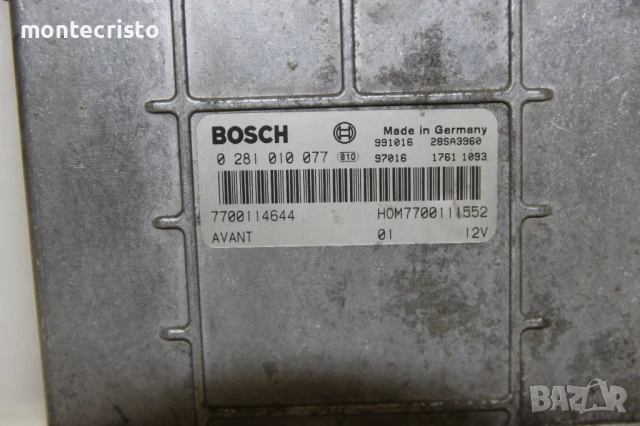 montecristo
BOSCH
Made in Germany
991016 28SA3960
0 281 010 077 810
97016 1761 1093
7700114644 HOM7700111552
AVANT 01 12V
BAZAR